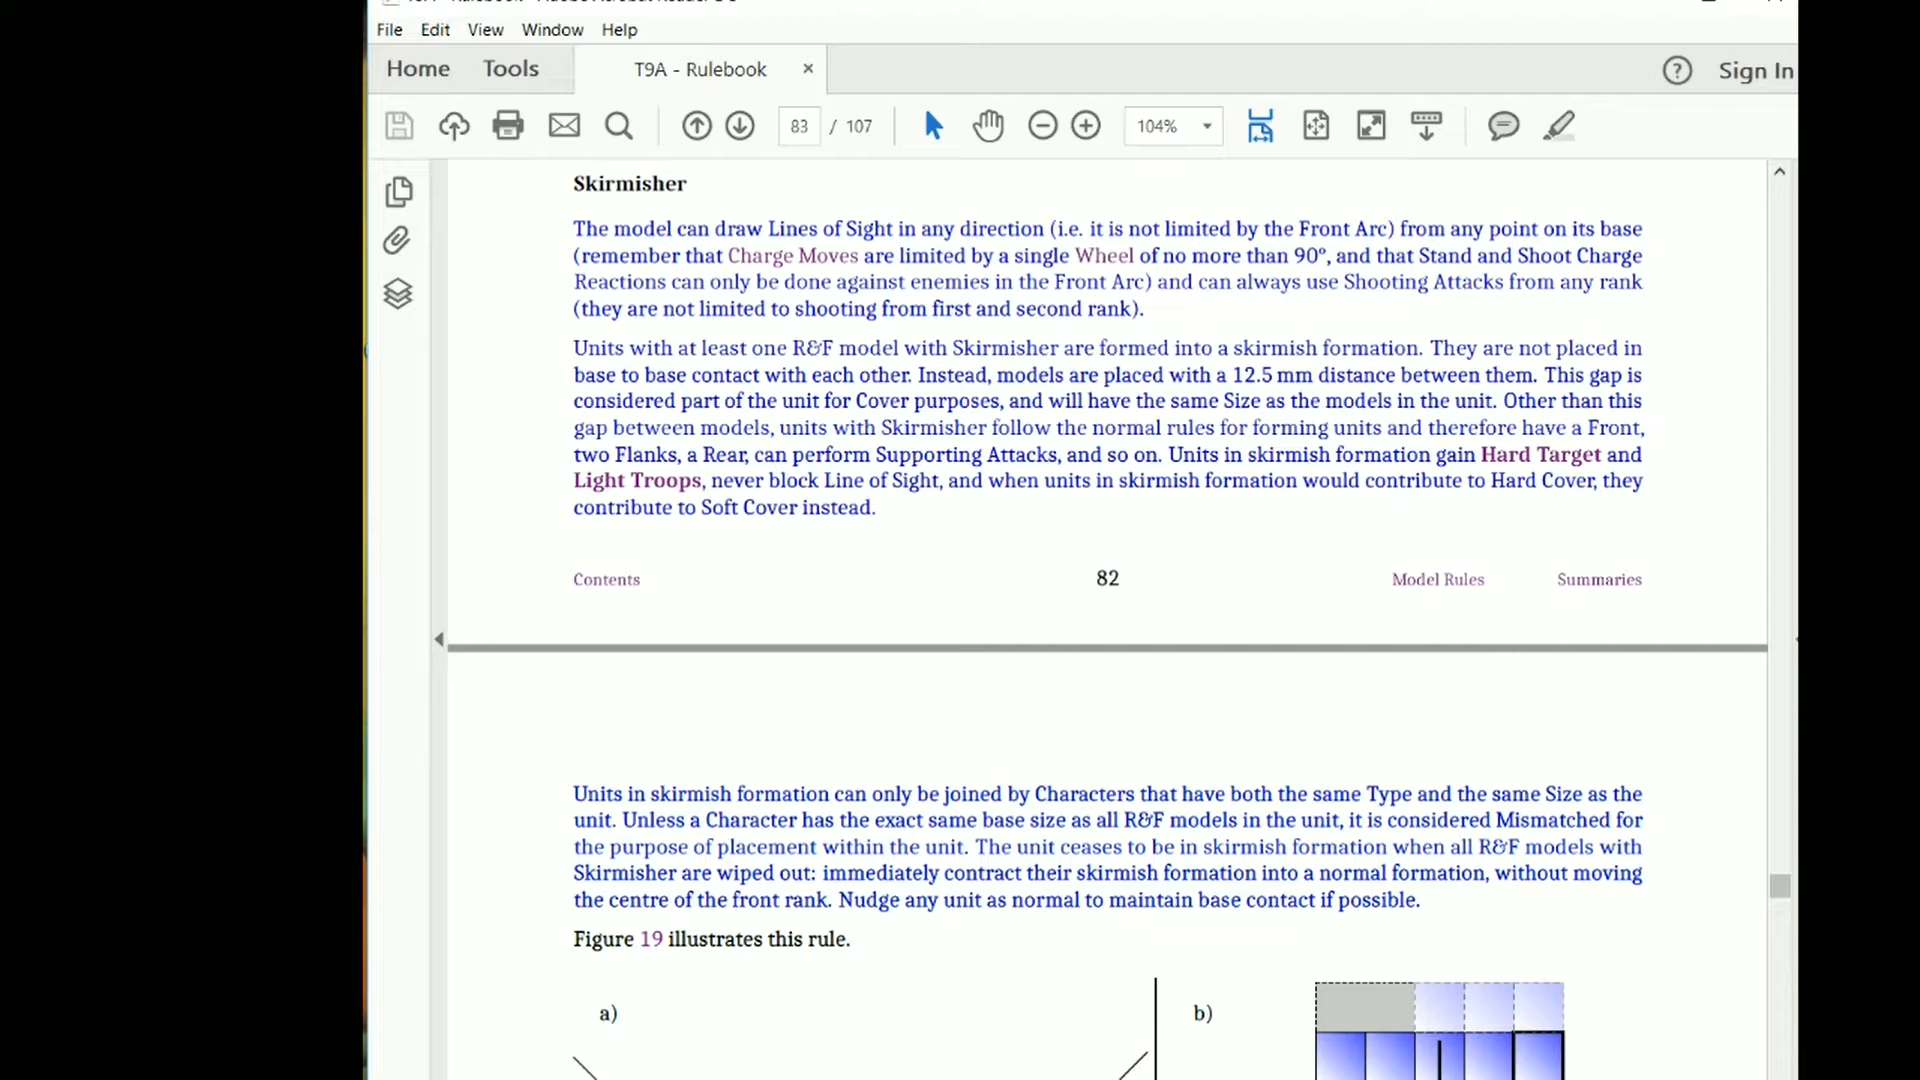 File Edit View Window Help
Home Tools T9A - Rulebook × ? Sign In
83 / 107 104%
Skirmisher
The model can draw Lines of Sight in any direction (i.e. it is not limited by the Front Arc) from any point on its base
(remember that Charge Moves are limited by a single Wheel of no more than 90°, and that Stand and Shoot Charge
Reactions can only be done against enemies in the Front Arc) and can always use Shooting Attacks from any rank
(they are not limited to shooting from first and second rank).
Units with at least one R&F model with Skirmisher are formed into a skirmish formation. They are not placed in
base to base contact with each other. Instead, models are placed with a 12.5 mm distance between them. This gap is
considered part of the unit for Cover purposes, and will have the same Size as the models in the unit. Other than this
gap between models, units with Skirmisher follow the normal rules for forming units and therefore have a Front,
two Flanks, a Rear, can perform Supporting Attacks, and so on. Units in skirmish formation gain Hard Target and
Light Troops, never block Line of Sight, and when units in skirmish formation would contribute to Hard Cover, they
contribute to Soft Cover instead.
Contents 82 Model Rules Summaries
Units in skirmish formation can only be joined by Characters that have both the same Type and the same Size as the
unit. Unless a Character has the exact same base size as all R&F models in the unit, it is considered Mismatched for
the purpose of placement within the unit. The unit ceases to be in skirmish formation when all R&F models with
Skirmisher are wiped out: immediately contract their skirmish formation into a normal formation, without moving
the centre of the front rank. Nudge any unit as normal to maintain base contact if possible.
Figure 19 illustrates this rule.
a) b)